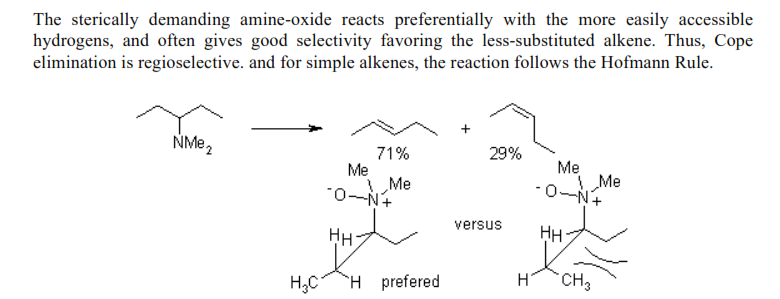 The sterically demanding amine-oxide reacts preferentially with the more easily accessible
hydrogens, and often gives good selectivity favoring the less-substituted alkene. Thus, Cope
elimination is regioselective. and for simple alkenes, the reaction follows the Hofmann Rule.
NMe2
71%
+
29%
Me
Me
-O-N+
HH
H3C
H
prefered
versus
Me
Me
-O-N+
HH
H
CH3